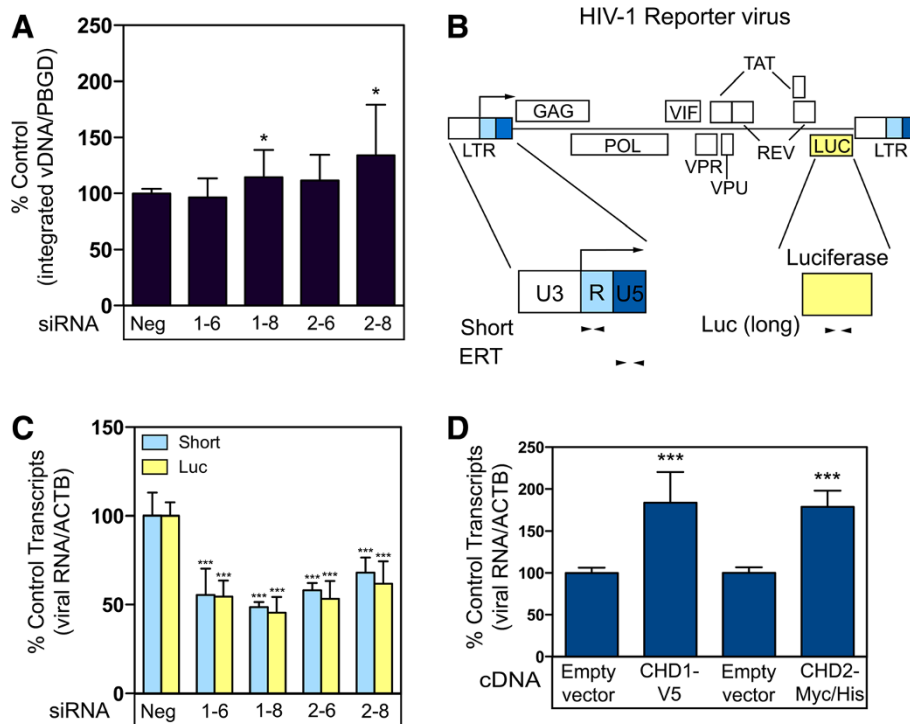 A
% Control
(integrated vDNA/PBGD)
250
200
150
100
50
0
*
*
siRNA
Neg 1-6 1-8 2-6 2-8
B
HIV-1 Reporter virus
TAT
GAG
VIF
LTR
POL
VPR
VPU
REV
LUC
LTR
Luciferase
U3 R U5
Short
ERT
Luc (long)
C
% Control Transcripts
(viral RNA/ACTB)
150
100
50
0
Short
Luc
*** *** *** *** *** *** *** ***
siRNA
Neg 1-6 1-8 2-6 2-8
D
% Control Transcripts
(viral RNA/ACTB)
250
200
150
100
50
0
*** ***
cDNA
Empty CHD1- Empty CHD2-
vector V5 vector Myc/His